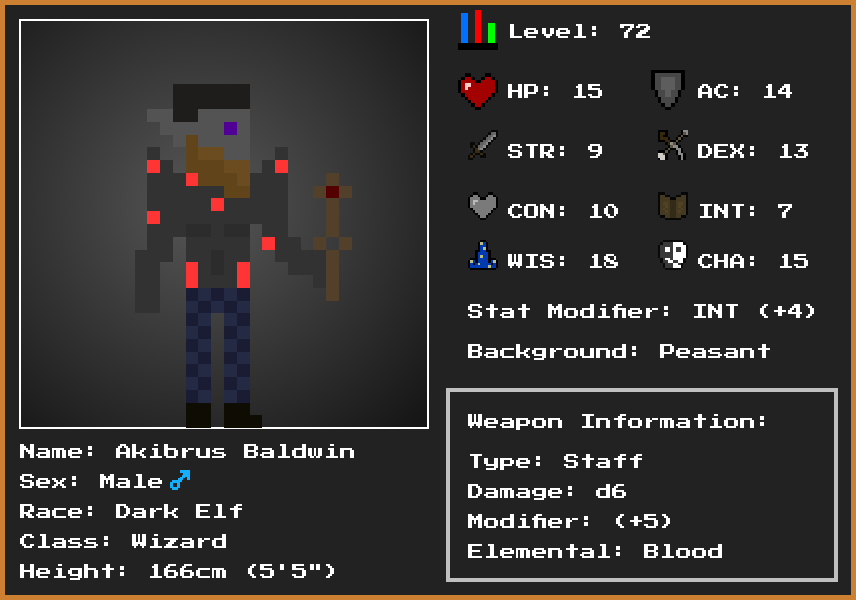 Level: 72
HP: 15
AC: 14
STR: 9
DEX: 13
CON: 10
INT: 7
WIS: 18
CHA: 15
Stat Modifier: INT (+4)
Background: Peasant
Weapon Information:
Type: Staff
Damage: d6
Modifier: (+5)
Elemental: Blood
Name: Akibrus Baldwin
Sex: Male♂
Race: Dark Elf
Class: Wizard
Height: 166cm (5'5")